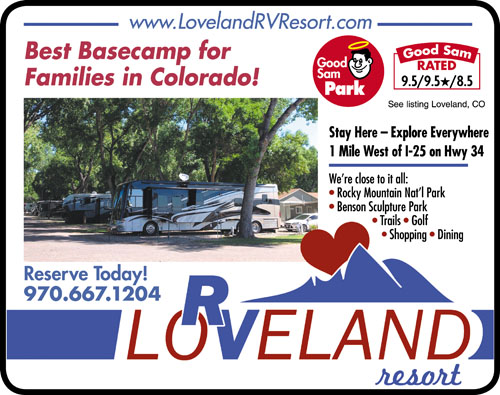 www.LovelandRVResort.com
Best Basecamp for
Families in Colorado!
Good
Sam
Park
Good Sam
RATED
9.5/9.5★/8.5
See listing Loveland, CO
Stay Here – Explore Everywhere
1 Mile West of I-25 on Hwy 34
We're close to it all:
• Rocky Mountain Nat'l Park
• Benson Sculpture Park
• Trails • Golf
• Shopping • Dining
Reserve Today!
970.667.1204
RV
LOVELAND
resort